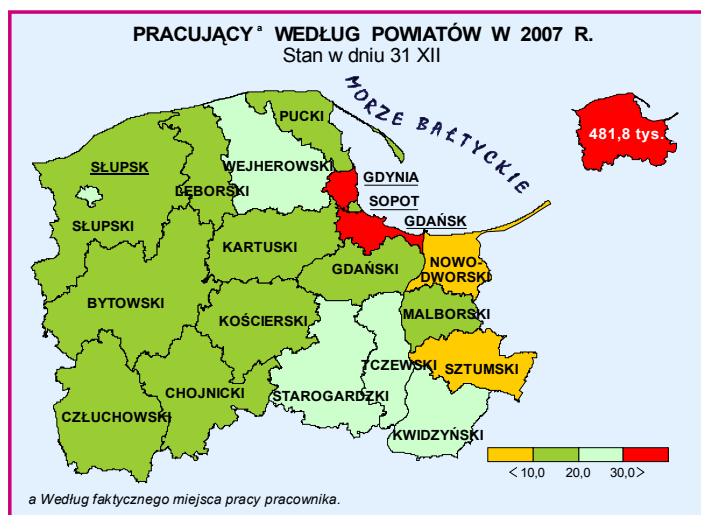 PRACUJĄCY ᵃ WEDŁUG POWIATÓW W 2007 R.
Stan w dniu 31 XII
MORZE BAŁTYCKIE
481,8 tys.
PUCKI
SŁUPSK
WEJHEROWSKI
LĘBORSKI
GDYNIA
SOPOT
GDAŃSK
SŁUPSKI
KARTUSKI
GDAŃSKI
NOWO-
DWORSKI
BYTOWSKI
KOŚCIERSKI
MALBORSKI
TCZEWSKI
SZTUMSKI
CHOJNICKI
STAROGARDZKI
CZŁUCHOWSKI
KWIDZYŃSKI
<10,0 20,0 30,0>
a Według faktycznego miejsca pracy pracownika.